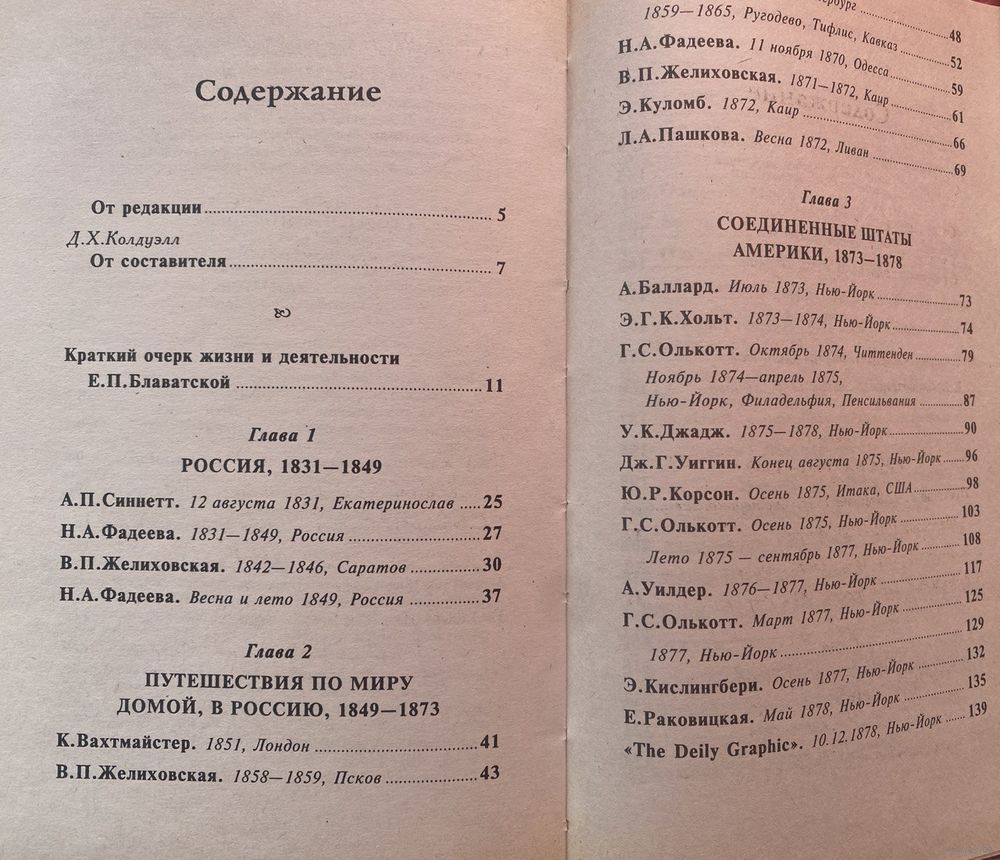 Содержание
От редакции 5
Д.Х.Колдуэлл
От составителя 7
Краткий очерк жизни и деятельности
Е.П.Блаватской 11
Глава 1
РОССИЯ, 1831—1849
А.П.Синнетт. 12 августа 1831, Екатеринослав 25
Н.А.Фадеева. 1831—1849, Россия 27
В.П.Желиховская. 1842—1846, Саратов 30
Н.А.Фадеева. Весна и лето 1849, Россия 37
Глава 2
ПУТЕШЕСТВИЯ ПО МИРУ
ДОМОЙ, В РОССИЮ, 1849—1873
К.Вахтмайстер. 1851, Лондон 41
В.П.Желиховская. 1858—1859, Псков 43
48
1859—1865, Ругодево, Тифлис, Кавказ 52
Н.А.Фадеева. 11 ноября 1870, Одесса 59
В.П.Желиховская. 1871—1872, Каир 61
Э.Куломб. 1872, Каир 66
Л.А.Пашкова. Весна 1872, Ливан 69
Глава 3
СОЕДИНЕННЫЕ ШТАТЫ
АМЕРИКИ, 1873—1878
А.Баллард. Июль 1873, Нью-Йорк 73
Э.Г.К.Хольт. 1873—1874, Нью-Йорк 74
Г.С.Олькотт. Октябрь 1874, Читтенден 79
Ноябрь 1874—апрель 1875,
Нью-Йорк, Филадельфия, Пенсильвания 87
У.К.Джадж. 1875—1878, Нью-Йорк 90
Дж.Г.Уиггин. Конец августа 1875, Нью-Йорк 96
Ю.Р.Корсон. Осень 1875, Итака, США 98
Г.С.Олькотт. Осень 1875, Нью-Йорк 103
Лето 1875 — сентябрь 1877, Нью-Йорк 108
А.Уилдер. 1876—1877, Нью-Йорк 117
Г.С.Олькотт. Март 1877, Нью-Йорк 125
1877, Нью-Йорк 129
Э.Кислингбери. Осень 1877, Нью-Йорк 132
Е.Раковицкая. Май 1878, Нью-Йорк 135
«The Deily Graphic». 10.12.1878, Нью-Йорк 139